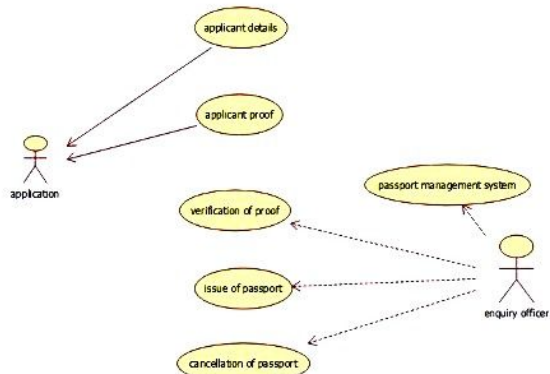 applicant details
applicant proof
application
passport management system
verification of proof
issue of passport
enquiry officer
cancellation of passport